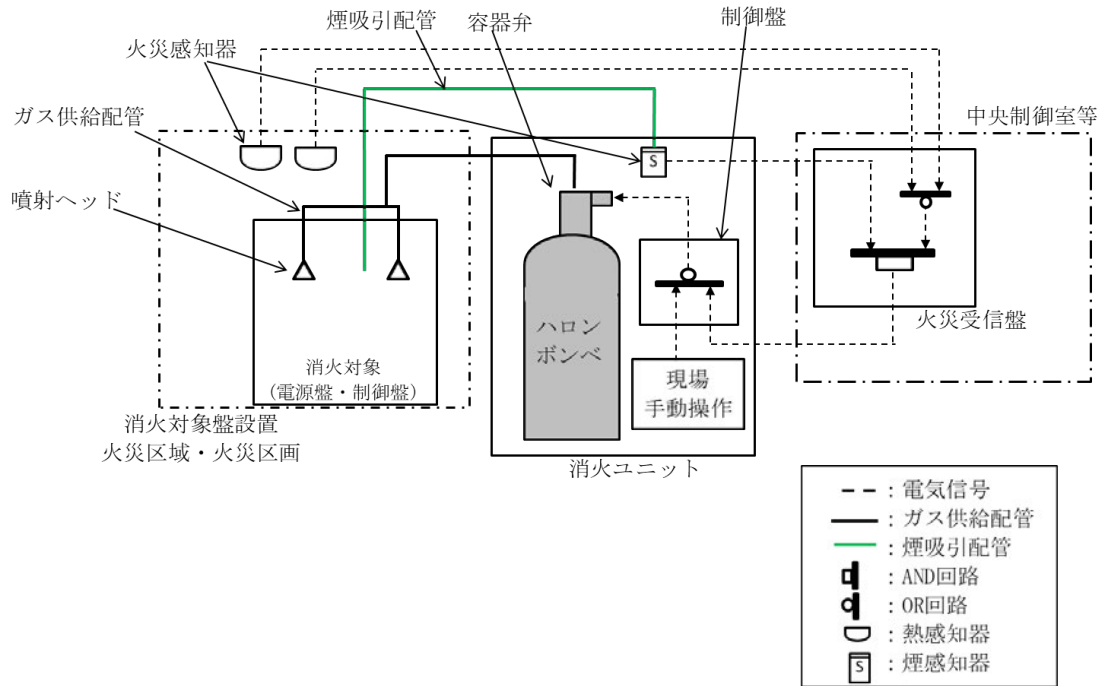 煙吸引配管
容器弁
制御盤
火災感知器
ガス供給配管
中央制御室等
噴射ヘッド
S
火災受信盤
ハロン
ボンベ
現場
手動操作
消火対象
(電源盤・制御盤)
消火対象盤設置
火災区域・火災区画
消火ユニット
：電気信号
：ガス供給配管
：煙吸引配管
：AND回路
：OR回路
：熱感知器
S：煙感知器